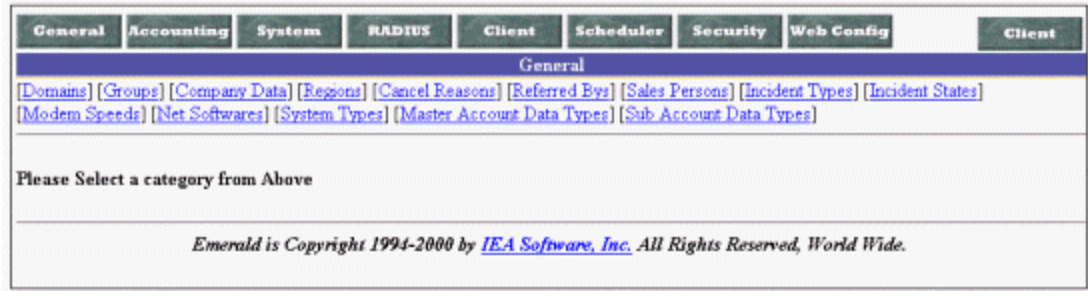 General Accounting System RADIUS Client Scheduler Security Web Config Client
General
[Domains] [Groups] [Company Data] [Regions] [Cancel Reasons] [Referred Bys] [Sales Persons] [Incident Types] [Incident States]
[Modem Speeds] [Net Softwares] [System Types] [Master Account Data Types] [Sub Account Data Types]
Please Select a category from Above
Emerald is Copyright 1994-2000 by IEA Software, Inc. All Rights Reserved, World Wide.